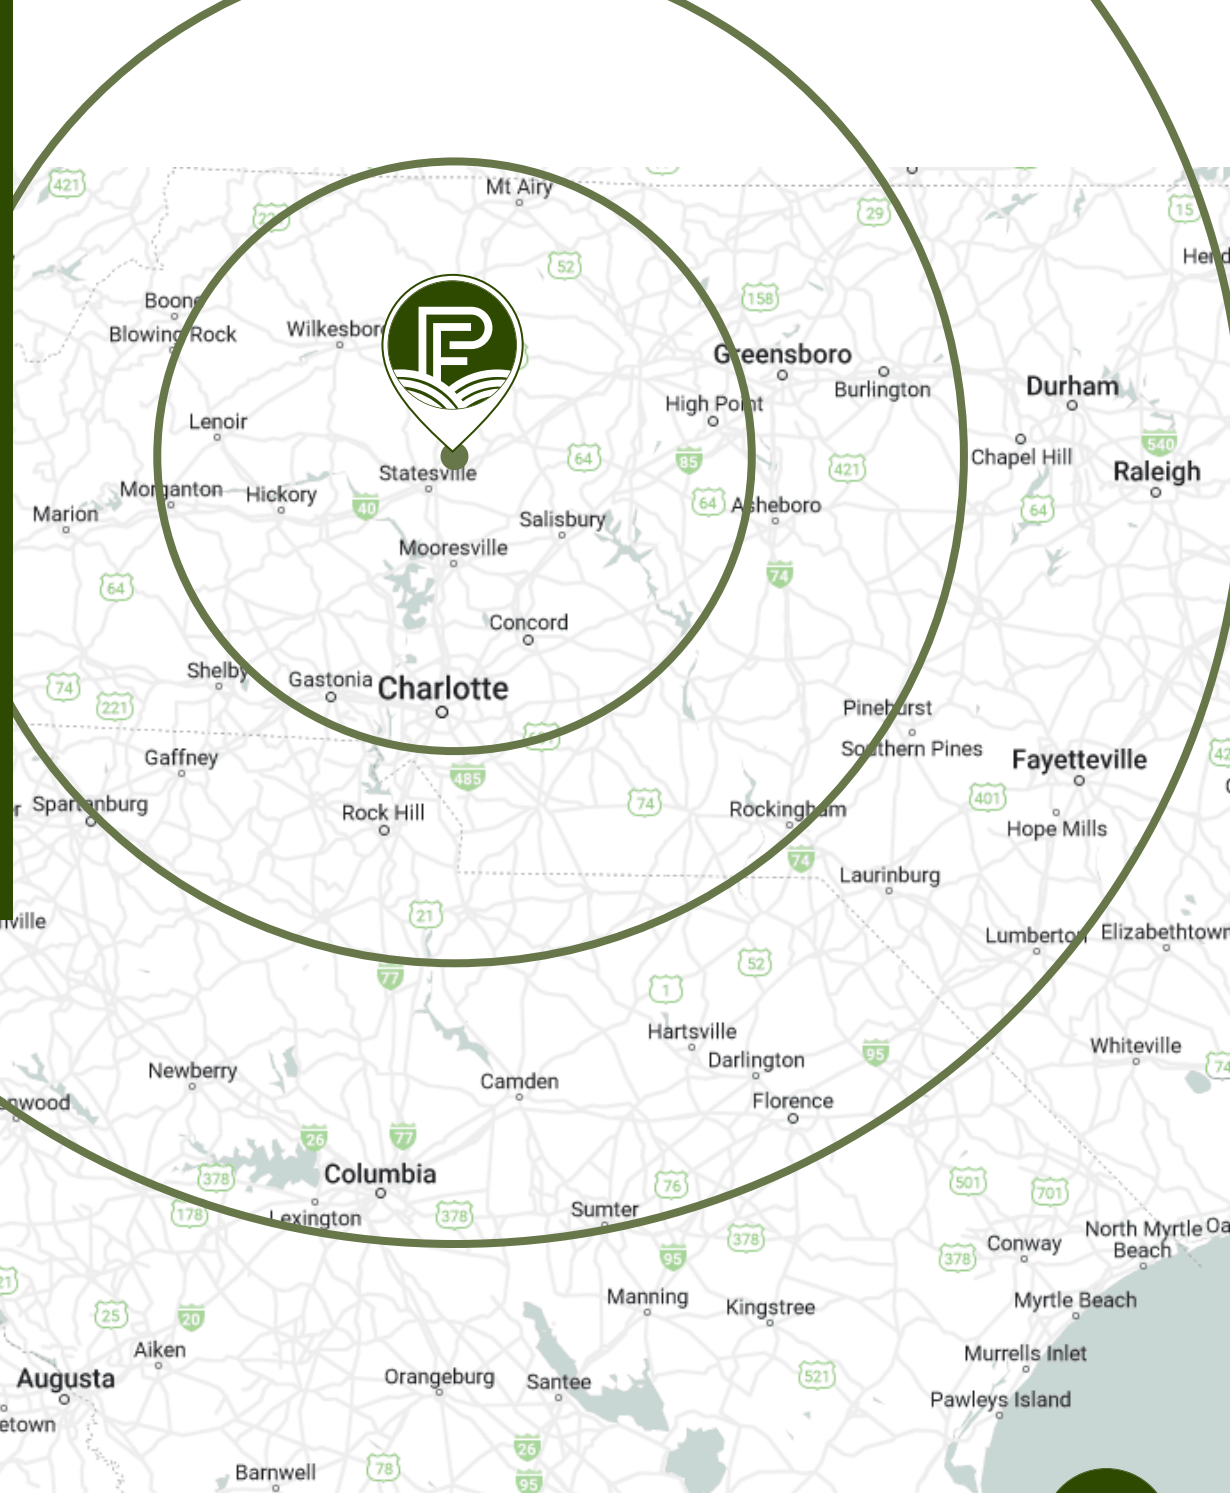 421
Mt Airy
29
15
52
158
Boone
Blowing Rock
Wilkesboro
Greensboro
Burlington
Durham
High Point
Lenoir
540
Chapel Hill
Raleigh
64
85
421
Statesville
Morganton
Hickory
40
64
Asheboro
64
Marion
Salisbury
Mooresville
74
64
Concord
Shelby
Gastonia
Charlotte
74
221
Pinehurst
Southern Pines
Gaffney
485
Fayetteville
Spartanburg
Rock Hill
74
Rockingham
401
Hope Mills
74
Laurinburg
21
Lumberton
Elizabethtown
77
52
1
Hartsville
Darlington
95
Whiteville
74
Newberry
Camden
Florence
26
77
Columbia
378
76
501
701
178
Lexington
378
Sumter
378
Conway
378
North Myrtle
Beach
95
Manning
Kingstree
Myrtle Beach
25
20
Aiken
Murrells Inlet
Augusta
Orangeburg
Santee
521
Pawleys Island
26
Barnwell
78
95